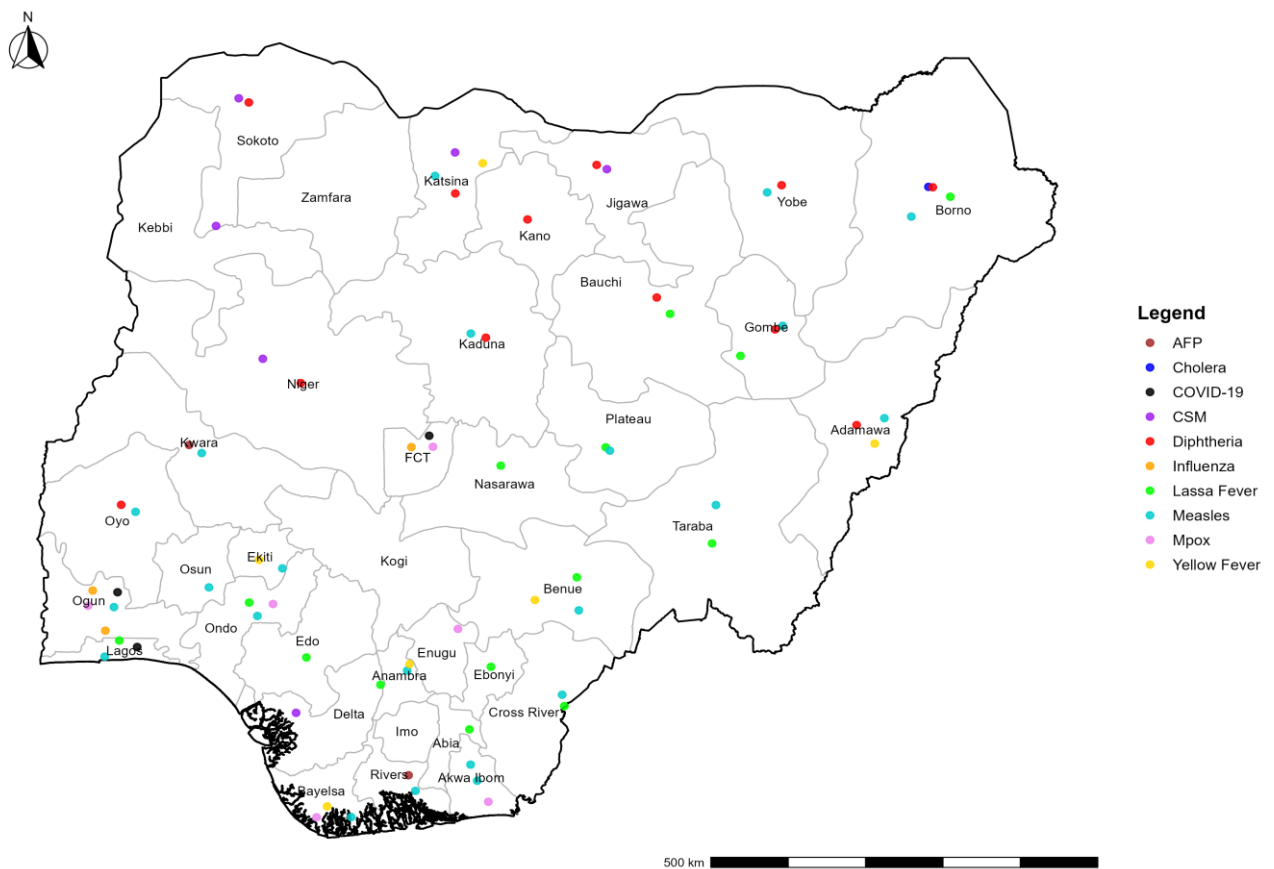 N
Sokoto
Zamfara
Katsina
Kano
Jigawa
Yobe
Borno
Kebbi
Bauchi
Gombe
Kaduna
Niger
Plateau
Adamawa
Kwara
FCT
Nasarawa
Taraba
Oyo
Osun
Ekiti
Kogi
Benue
Ogun
Ondo
Edo
Lagos
Enugu
Anambra
Ebonyi
Delta
Cross River
Imo
Abia
Rivers
Akwa Ibom
Bayelsa
Legend
AFP
Cholera
COVID-19
CSM
Diphtheria
Influenza
Lassa Fever
Measles
Mpox
Yellow Fever
500 km